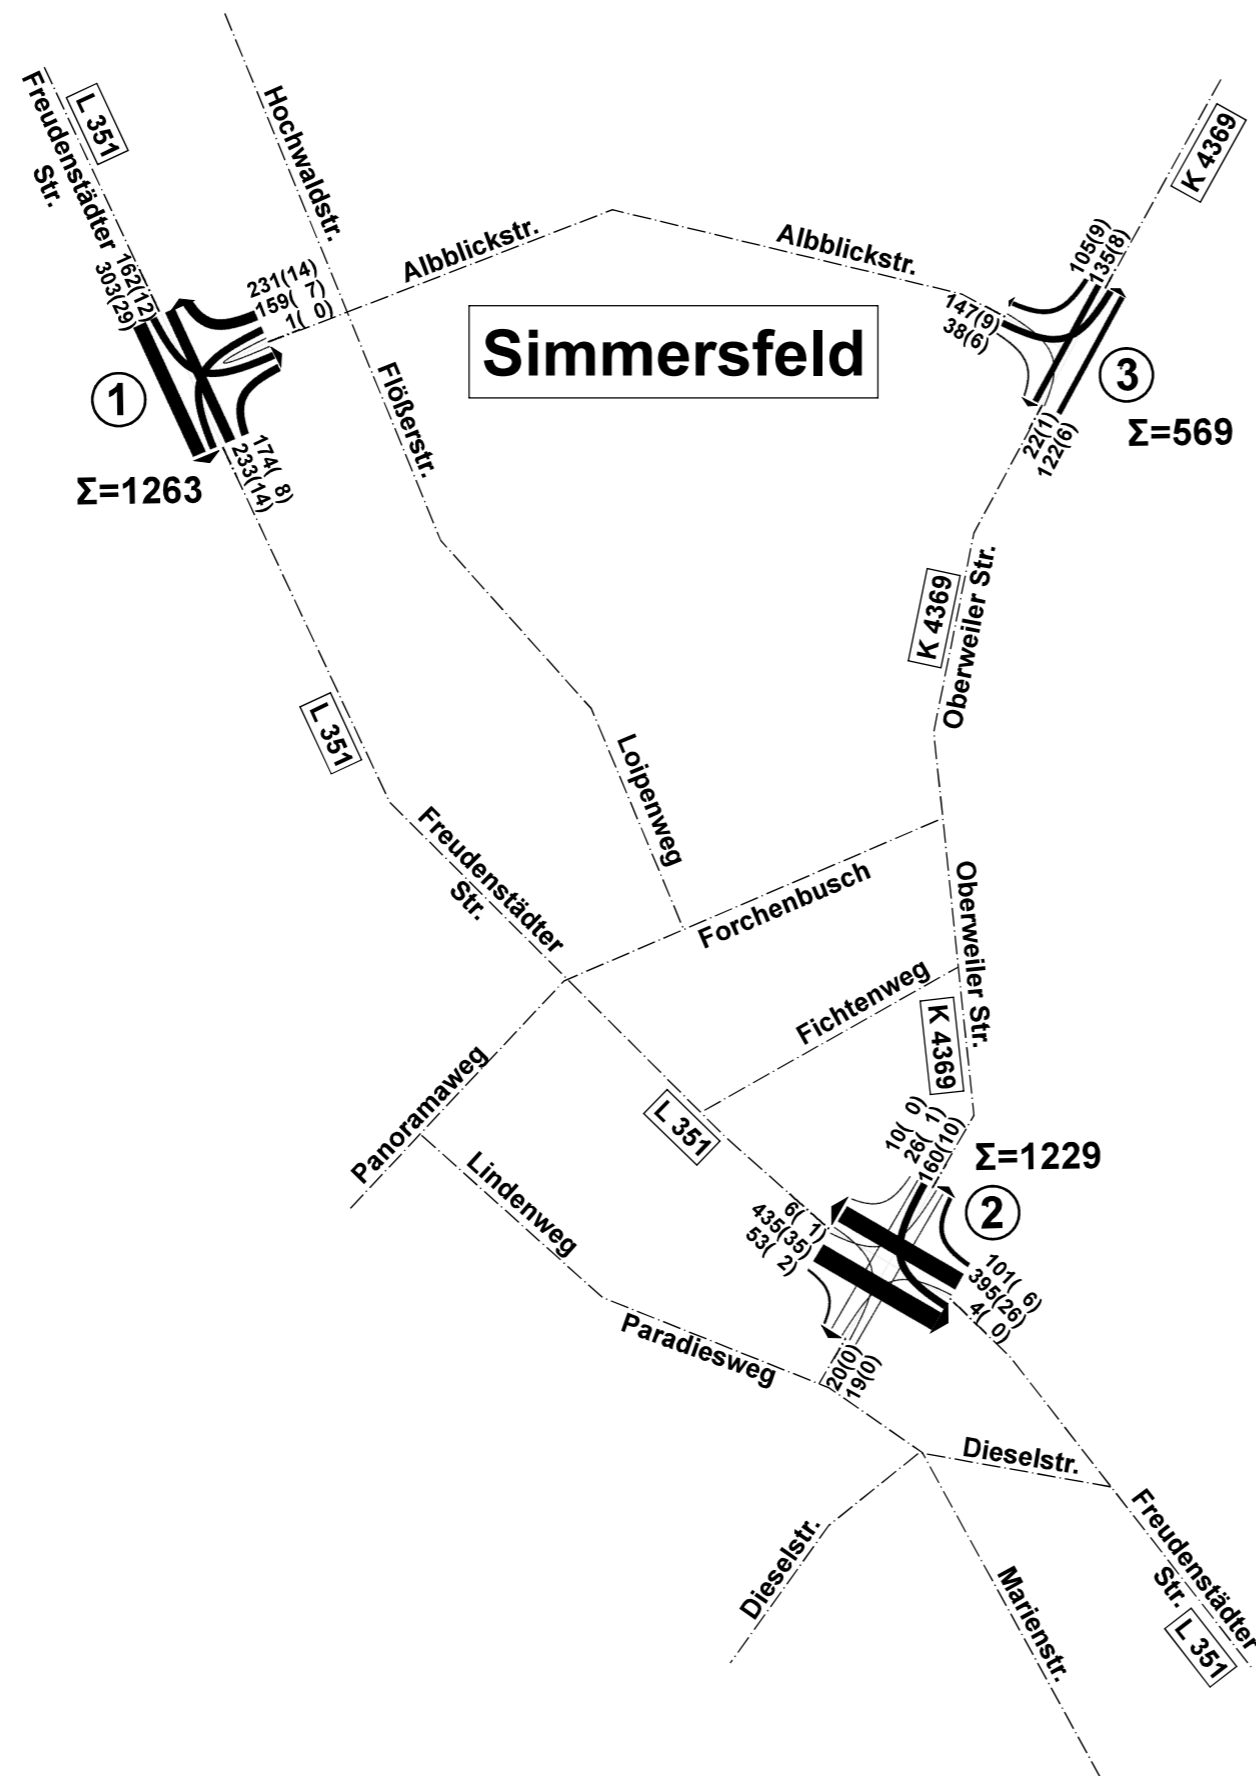 Freudenstädter
Str.
L 351
Hochwaldstr.
K 4369
162(12)
303(29)
231(14)
159( 7)
1( 0)
Albblickstr.
Albblickstr.
105(9)
135(8)
147(9)
38(6)
Simmersfeld
1
Σ=1263
174( 8)
233(14)
Flößerstr.
3
Σ=569
22(1)
122(6)
K 4369
Oberweiler Str.
L 351
Loipenweg
Freudenstädter
Str.
Forchenbusch
Oberweiler Str.
Fichtenweg
K 4369
Panoramaweg
L 351
Lindenweg
10( 0)
26( 1)
160(10)
Σ=1229
2
6( 1)
435(35)
53( 2)
101( 6)
395(26)
4( 0)
Paradiesweg
20(0)
19(0)
Dieselstr.
Dieselstr.
Marienstr.
Freudenstädter
Str.
L 351